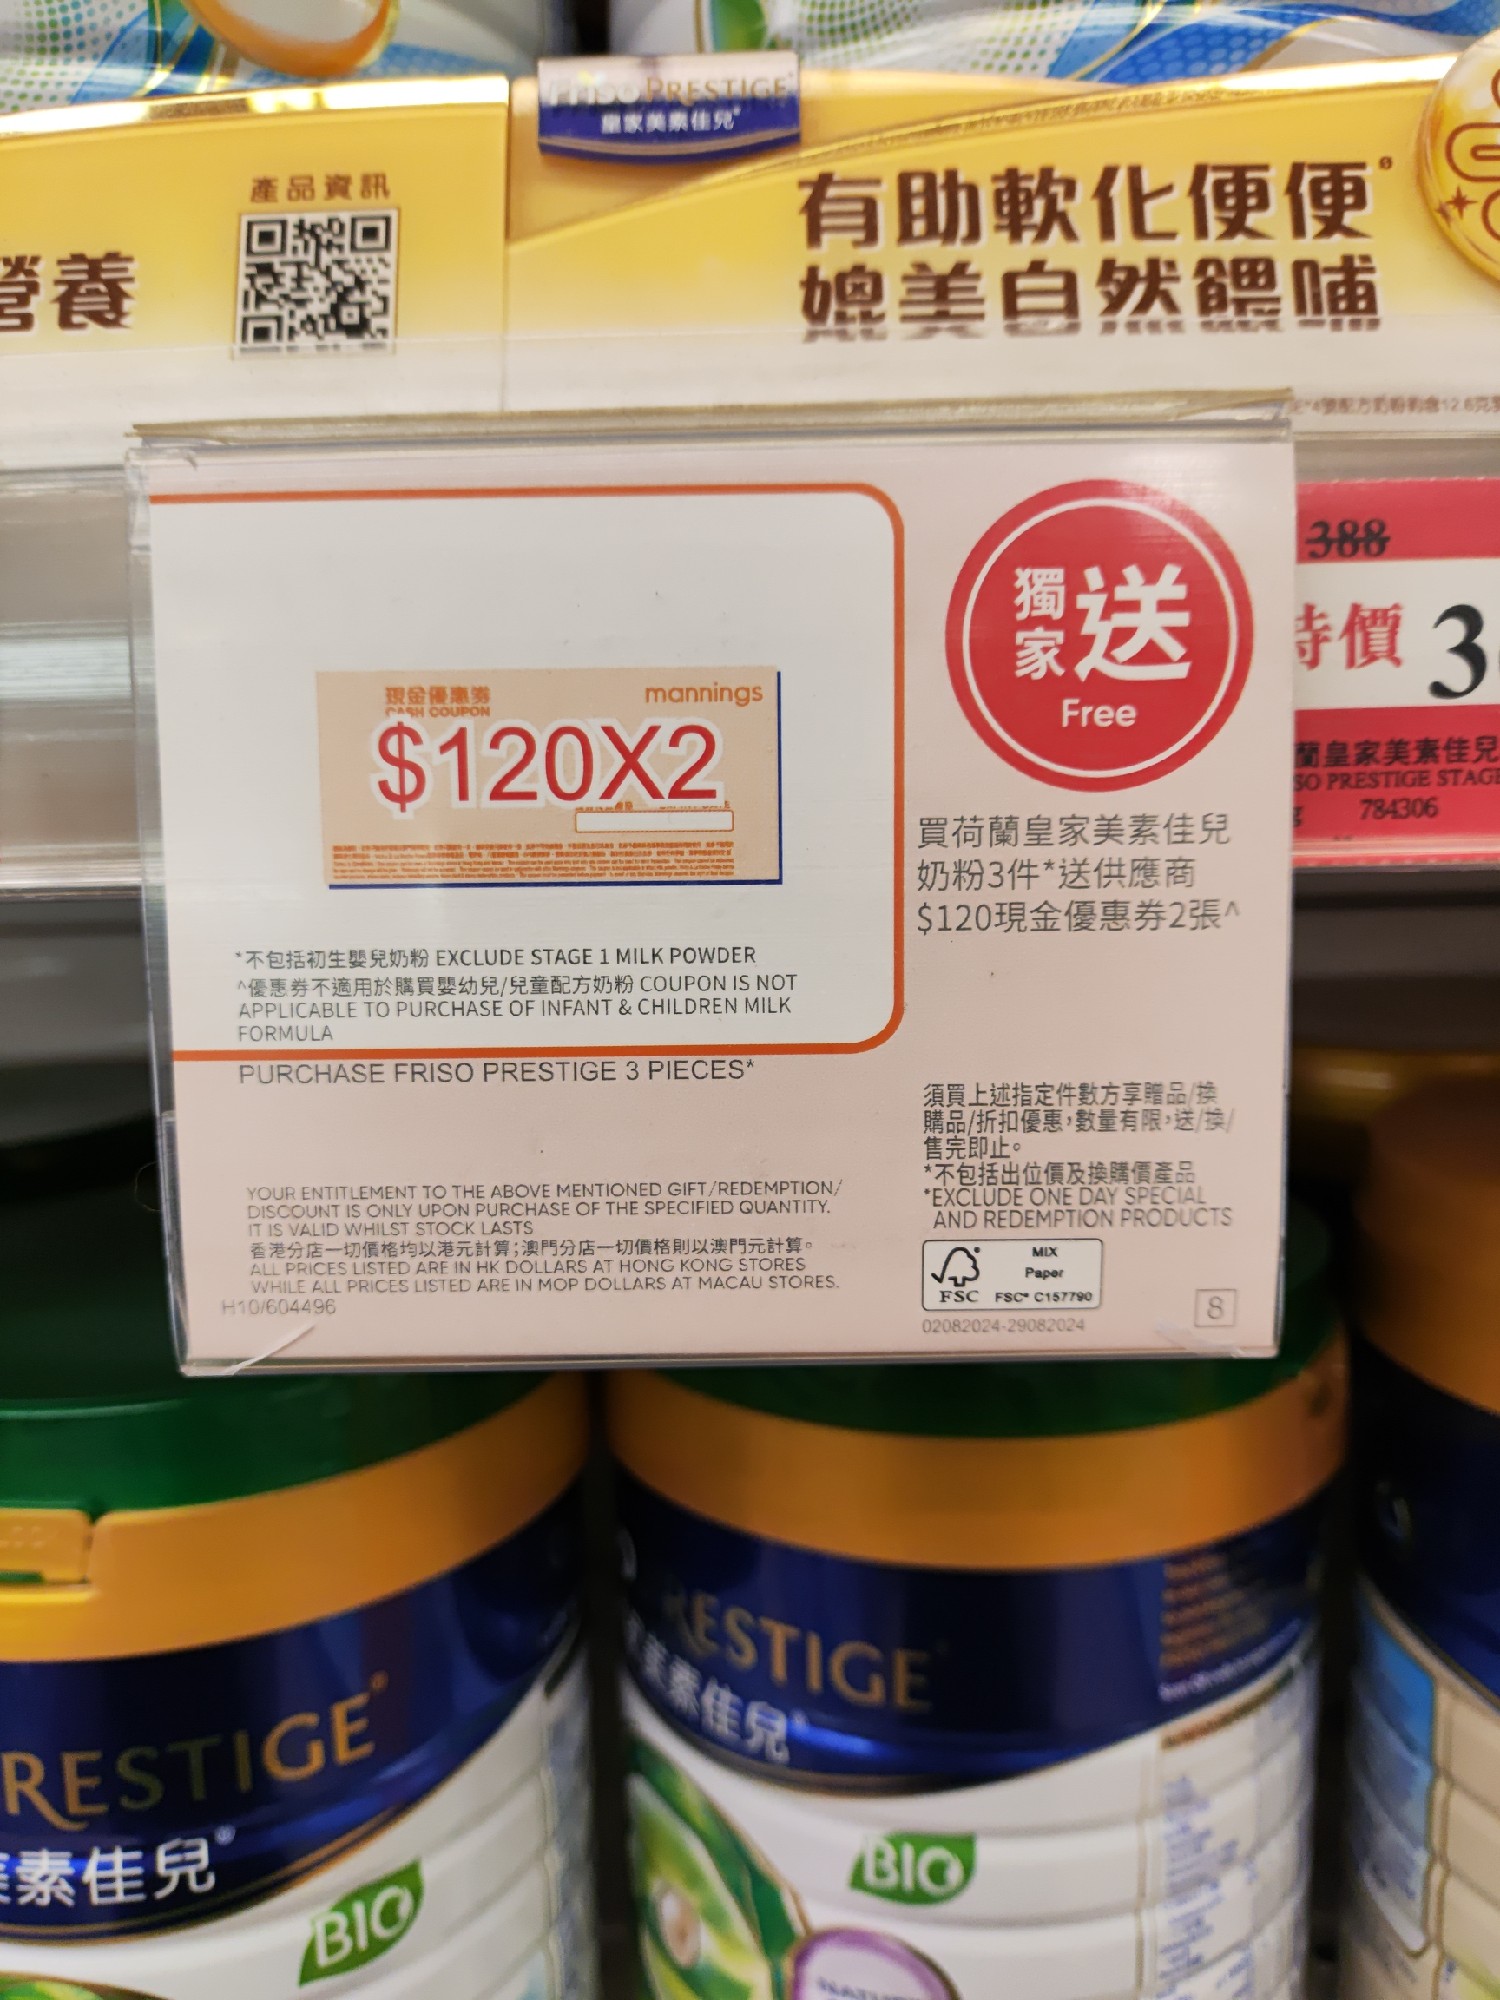 FRISO PRESTIGE
皇家美素佳兒
產品資訊
營養
有助軟化便便
媲美自然餵哺
388
特價 3
蘭皇家美素佳兒
SO PRESTIGE STAGE
784306
獨家送
Free
現金優惠券 mannings
CASH COUPON
$120X2
買荷蘭皇家美素佳兒
奶粉3件*送供應商
$120現金優惠券2張^
*不包括初生嬰兒奶粉 EXCLUDE STAGE 1 MILK POWDER
^優惠券不適用於購買嬰幼兒/兒童配方奶粉 COUPON IS NOT
APPLICABLE TO PURCHASE OF INFANT & CHILDREN MILK
FORMULA
PURCHASE FRISO PRESTIGE 3 PIECES*
須買上述指定件數方享贈品/換
購品/折扣優惠，數量有限，送/換/
售完即止。
*不包括出位價及換購價產品
*EXCLUDE ONE DAY SPECIAL
AND REDEMPTION PRODUCTS
YOUR ENTITLEMENT TO THE ABOVE MENTIONED GIFT/REDEMPTION/
DISCOUNT IS ONLY UPON PURCHASE OF THE SPECIFIED QUANTITY.
IT IS VALID WHILST STOCK LASTS
香港分店一切價格均以港元計算；澳門分店一切價格則以澳門元計算。
ALL PRICES LISTED ARE IN HK DOLLARS AT HONG KONG STORES
WHILE ALL PRICES LISTED ARE IN MOP DOLLARS AT MACAU STORES.
H10/604496
MIX
Paper
FSC FSC® C157790
02082024-29082024
8
RESTIGE
素佳兒
BIO
RESTIGE
美素佳兒
BIO